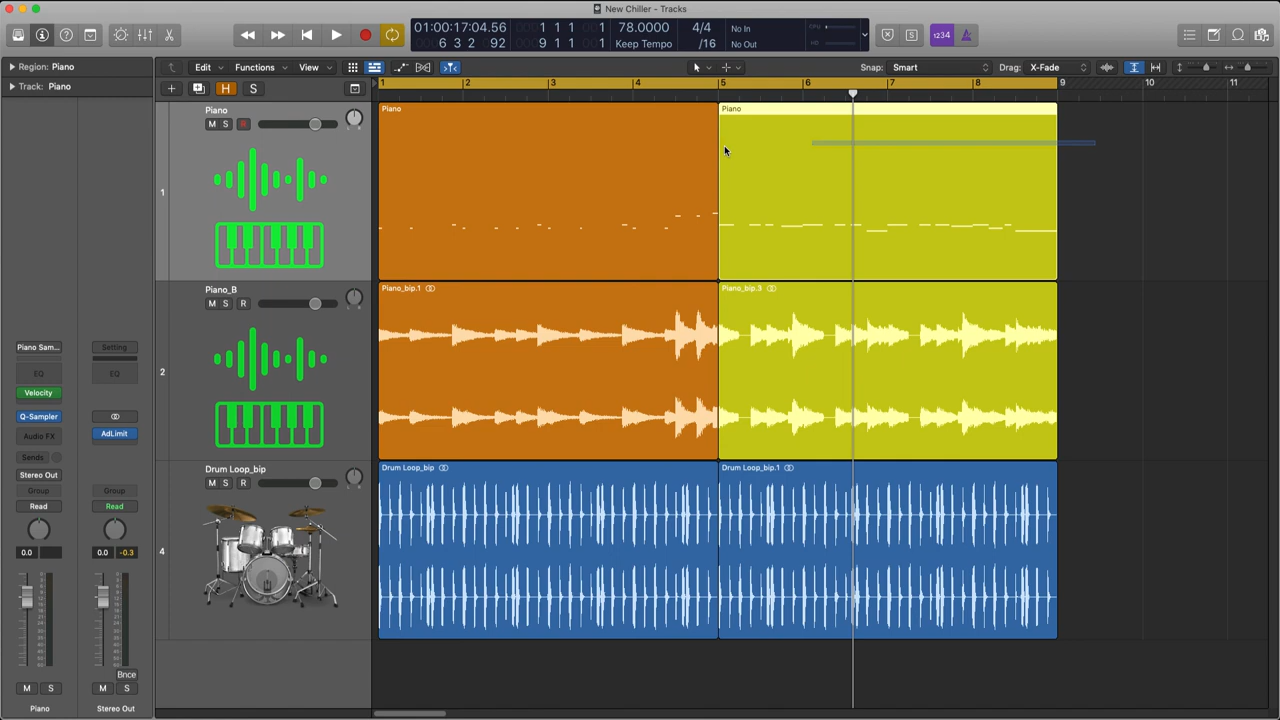 New Chiller - Tracks
01:00:17:04.56
6 3 2 92
1 1 1 1
9 1 1 1
78.0000
Keep Tempo
4/4
/16
No In
No Out
CPU
HD
1234
Region: Piano
Track: Piano
Edit
Functions
View
Snap: Smart
Drag: X-Fade
H
S
1 2 3 4 5 6 7 8 9 10 11
1
Piano
M S R
Piano
Piano
2
Piano_B
M S R
Piano_bip.1
Piano_bip.3
4
Drum Loop_bip
M S R
Drum Loop_bip
Drum Loop_bip.1
Piano Sam...
Setting
EQ
EQ
Velocity
Q-Sampler
Audio FX
AdLimit
Sends
Stereo Out
Group
Group
Read
Read
0.0
0.0 -0.3
Bnce
M S
M S
Piano
Stereo Out